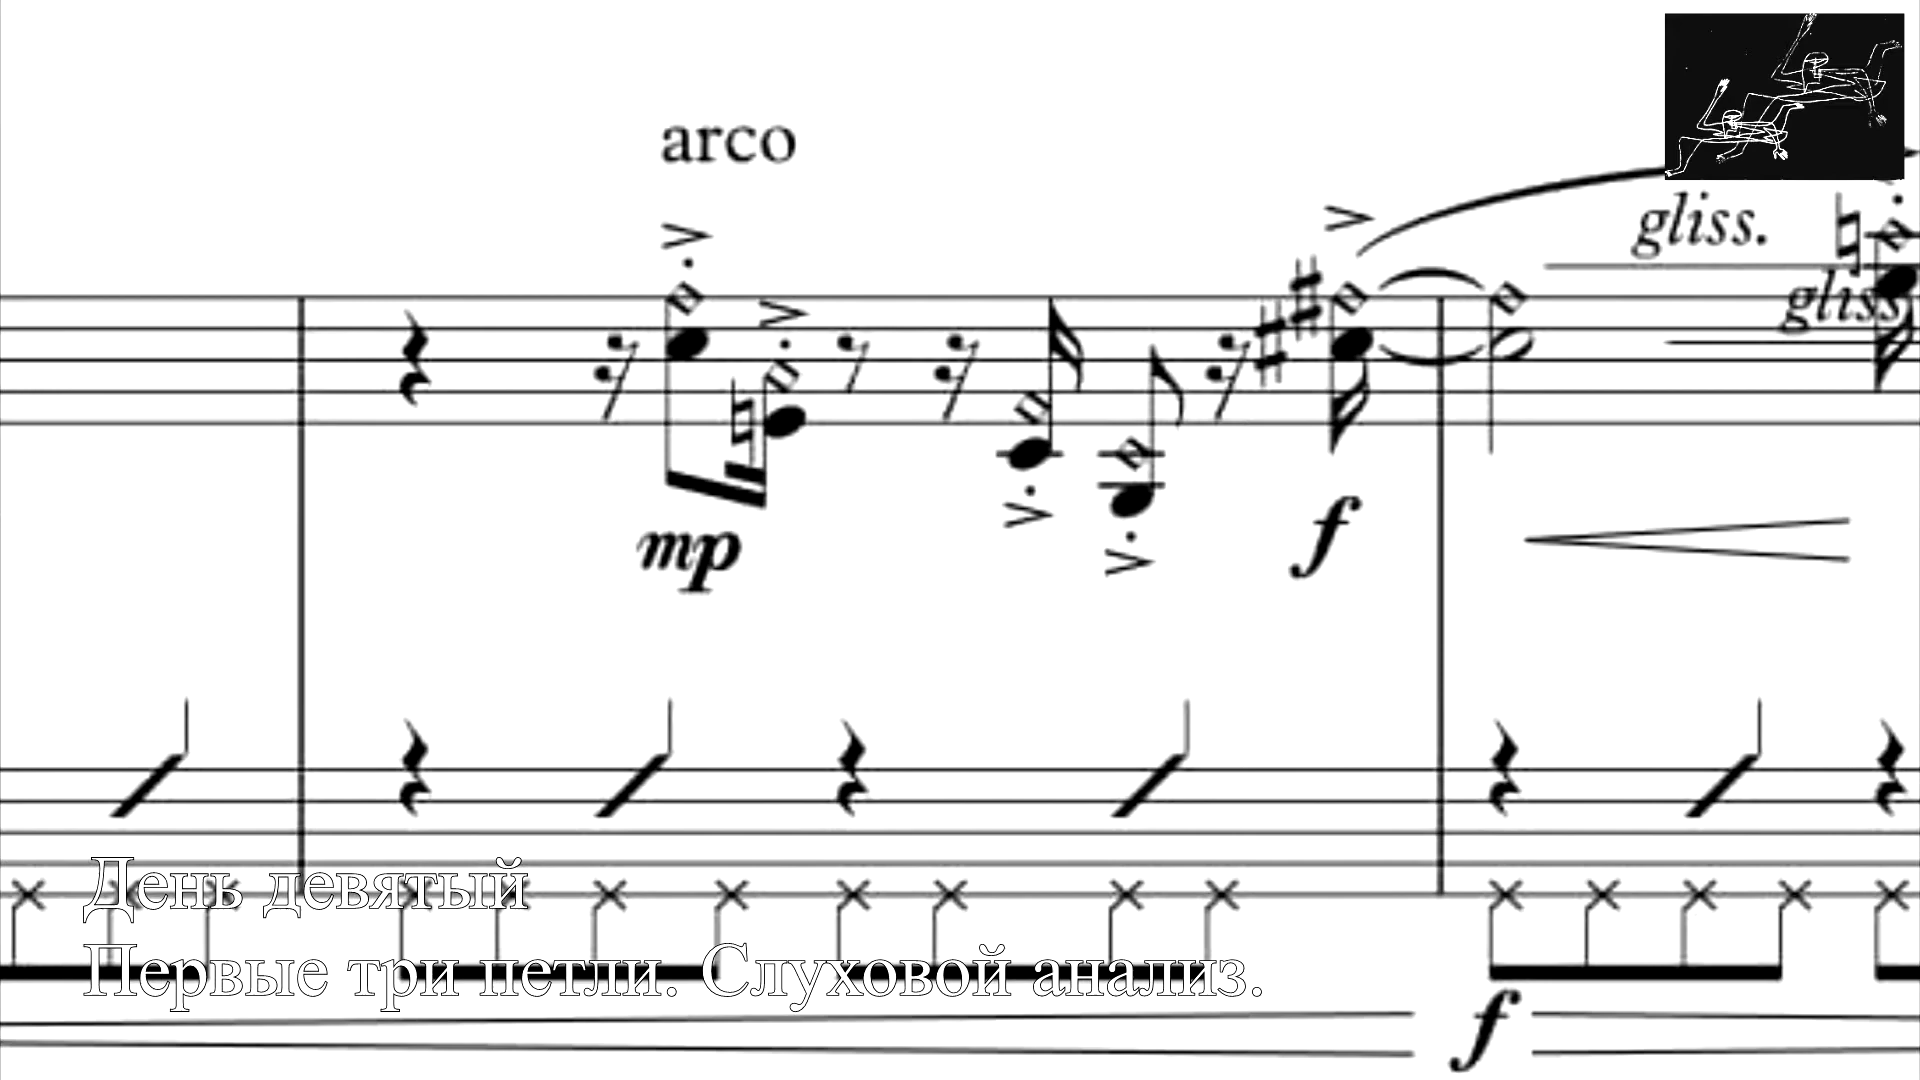 arco
gliss.
gliss
mp
f
День девятый
Первые три петли. Слуховой анализ.
f